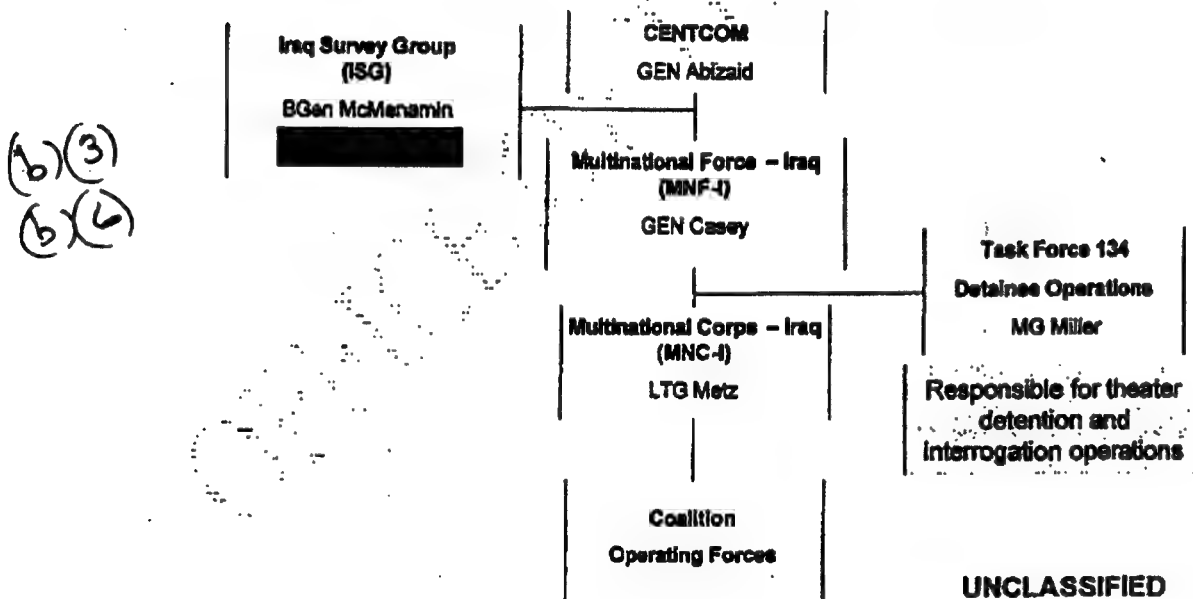 Iraq Survey Group
(ISG)
BGen McMenamin
CENTCOM
GEN Abizaid
(b)(3)
(b)(6)
Multinational Force – Iraq
(MNF-I)
GEN Casey
Task Force 134
Detainee Operations
MG Miller
Multinational Corps – Iraq
(MNC-I)
LTG Metz
Responsible for theater
detention and
interrogation operations
Coalition
Operating Forces
UNCLASSIFIED